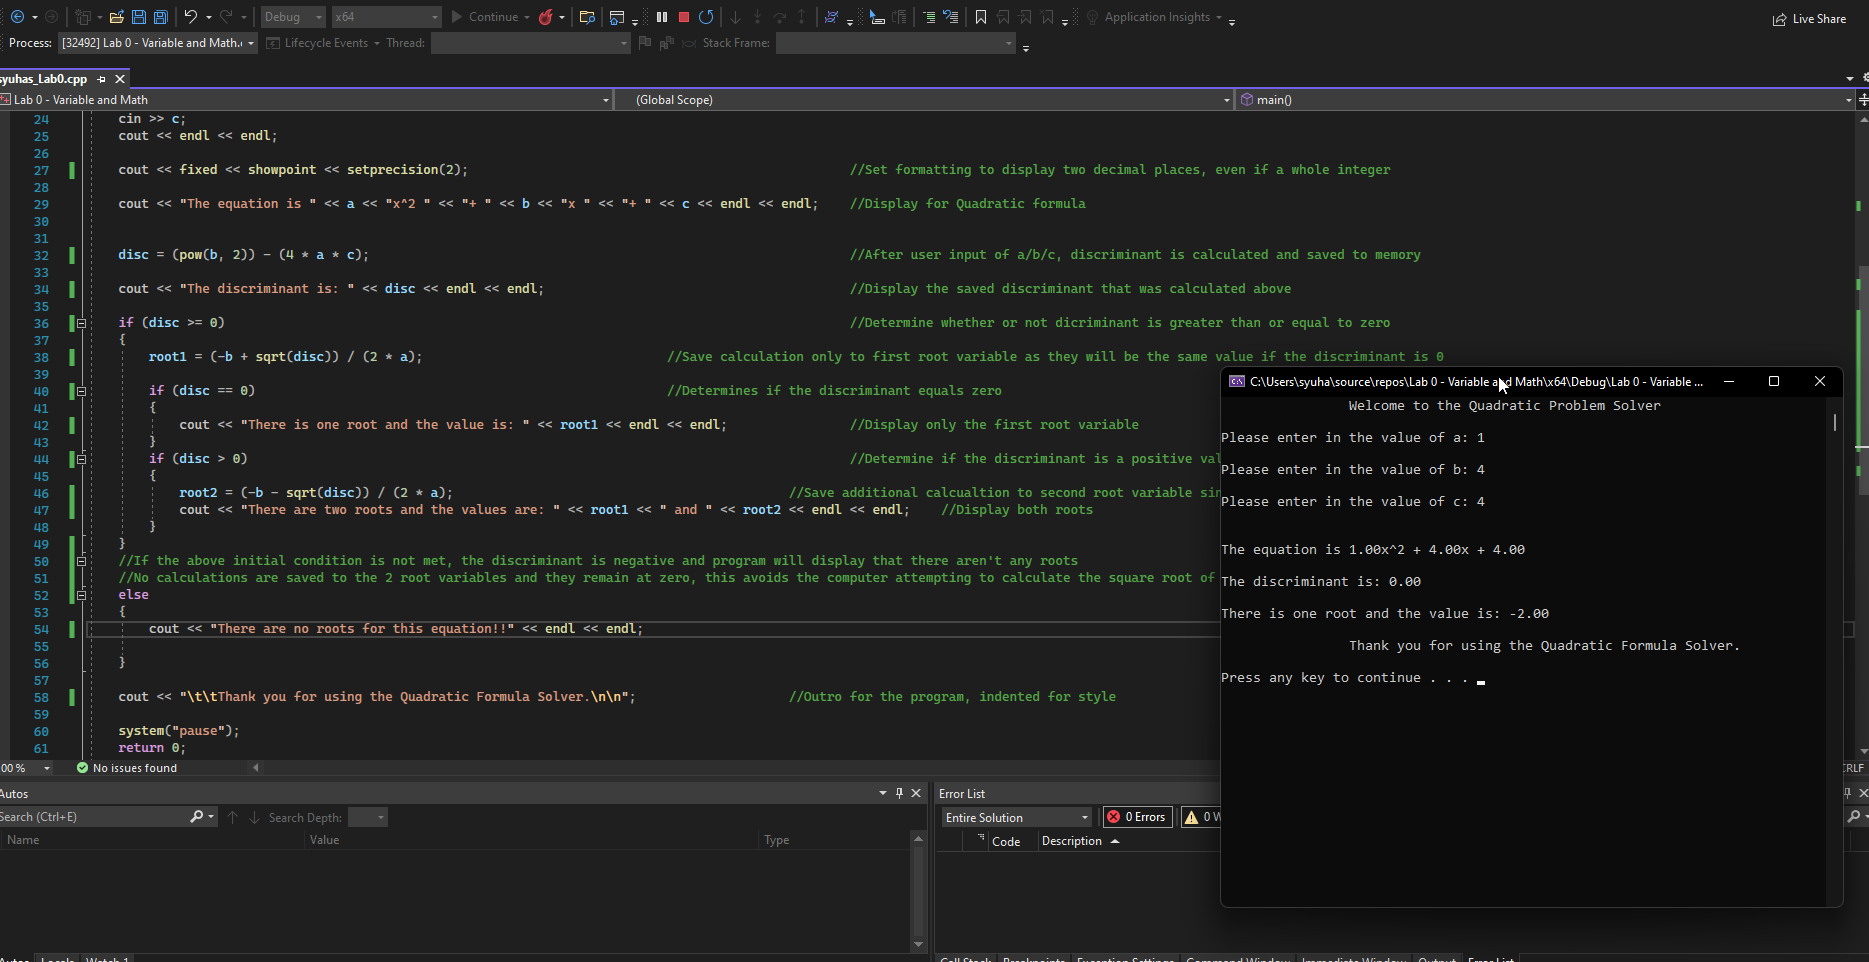 Debug x64 Continue Application Insights Live Share
Process: [32492] Lab 0 - Variable and Math. Lifecycle Events Thread: Stack Frame:
syuhas_Lab0.cpp
Lab 0 - Variable and Math (Global Scope) main()
24 cin >> c;
25 cout << endl << endl;
26
27 cout << fixed << showpoint << setprecision(2); //Set formatting to display two decimal places, even if a whole integer
28
29 cout << "The equation is " << a << "x^2 " << "+ " << b << "x " << "+ " << c << endl << endl; //Display for Quadratic formula
30
31
32 disc = (pow(b, 2)) - (4 * a * c); //After user input of a/b/c, discriminant is calculated and saved to memory
33
34 cout << "The discriminant is: " << disc << endl << endl; //Display the saved discriminant that was calculated above
35
36 if (disc >= 0) //Determine whether or not dicriminant is greater than or equal to zero
37 {
38 root1 = (-b + sqrt(disc)) / (2 * a); //Save calculation only to first root variable as they will be the same value if the discriminant is 0
39
40 if (disc == 0) //Determines if the discriminant equals zero
41 {
42 cout << "There is one root and the value is: " << root1 << endl << endl; //Display only the first root variable
43 }
44 if (disc > 0) //Determine if the discriminant is a positive val
45 {
46 root2 = (-b - sqrt(disc)) / (2 * a); //Save additional calcualtion to second root variable sin
47 cout << "There are two roots and the values are: " << root1 << " and " << root2 << endl << endl; //Display both roots
48 }
49 }
50 //If the above initial condition is not met, the discriminant is negative and program will display that there aren't any roots
51 //No calculations are saved to the 2 root variables and they remain at zero, this avoids the computer attempting to calculate the square root of
52 else
53 {
54 cout << "There are no roots for this equation!!" << endl << endl;
55
56 }
57
58 cout << "\t\tThank you for using the Quadratic Formula Solver.\n\n"; //Outro for the program, indented for style
59
60 system("pause");
61 return 0;
C:\Users\syuha\source\repos\Lab 0 - Variable and Math\x64\Debug\Lab 0 - Variable ...
Welcome to the Quadratic Problem Solver
Please enter in the value of a: 1
Please enter in the value of b: 4
Please enter in the value of c: 4
The equation is 1.00x^2 + 4.00x + 4.00
The discriminant is: 0.00
There is one root and the value is: -2.00
Thank you for using the Quadratic Formula Solver.
Press any key to continue . . .
00 % No issues found CRLF
Autos
Search (Ctrl+E) Search Depth:
Name Value Type
Error List
Entire Solution 0 Errors 0 W
Code Description
Autos Locals Watch 1
Call Stack Breakpoints Exception Settings Command Window Immediate Window Output Error List